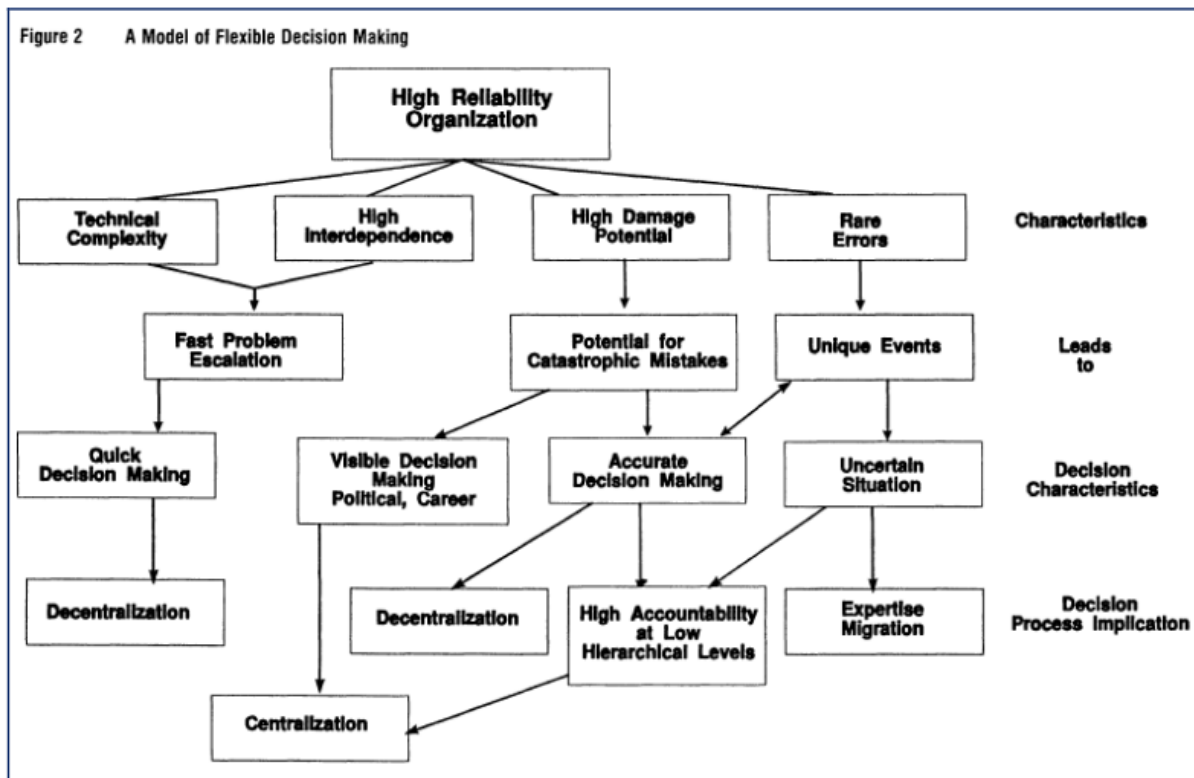 Figure 2 A Model of Flexible Decision Making
High Reliability
Organization
Technical
Complexity
High
Interdependence
High Damage
Potential
Rare
Errors
Characteristics
Fast Problem
Escalation
Potential for
Catastrophic Mistakes
Unique Events
Leads
to
Quick
Decision Making
Visible Decision
Making
Political, Career
Accurate
Decision Making
Uncertain
Situation
Decision
Characteristics
Decentralization
Decentralization
High Accountability
at Low
Hierarchical Levels
Expertise
Migration
Decision
Process Implication
Centralization